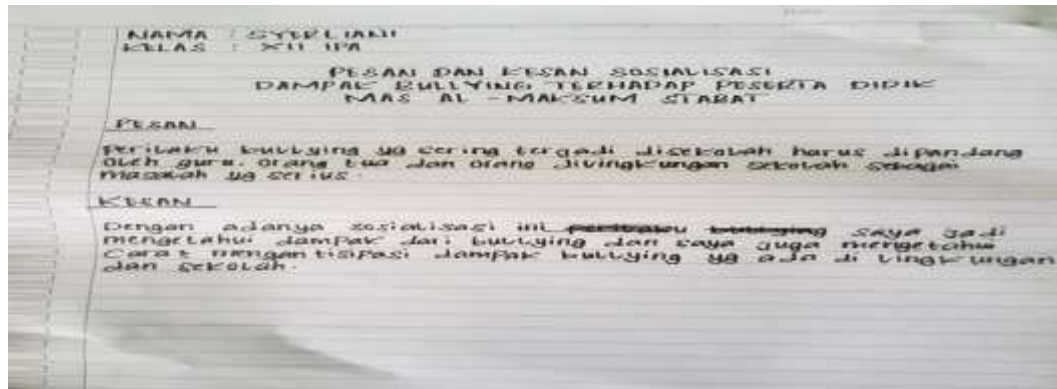 NAMA : SYERLIANI
KELAS : XII IPA
PESAN DAN KESAN SOSIALISASI
DAMPAK BULLYING TERHADAP PESERTA DIDIK
MAS AL-MAKSUM STABAT
PESAN
Perilaku bullying yg sering tergadi disekolah harus dipandang
oleh guru. orang tua dan orang dilingkungan sekolah sebagai
masalah yg serius.
KESAN
Dengan adanya sosialisasi ini perilaku bullying saya jadi
mengetahui dampak dari bullying dan saya juga mengetahui
cara t mengantisipasi dampak bullying yg ada di lingkungan
dan sekolah.